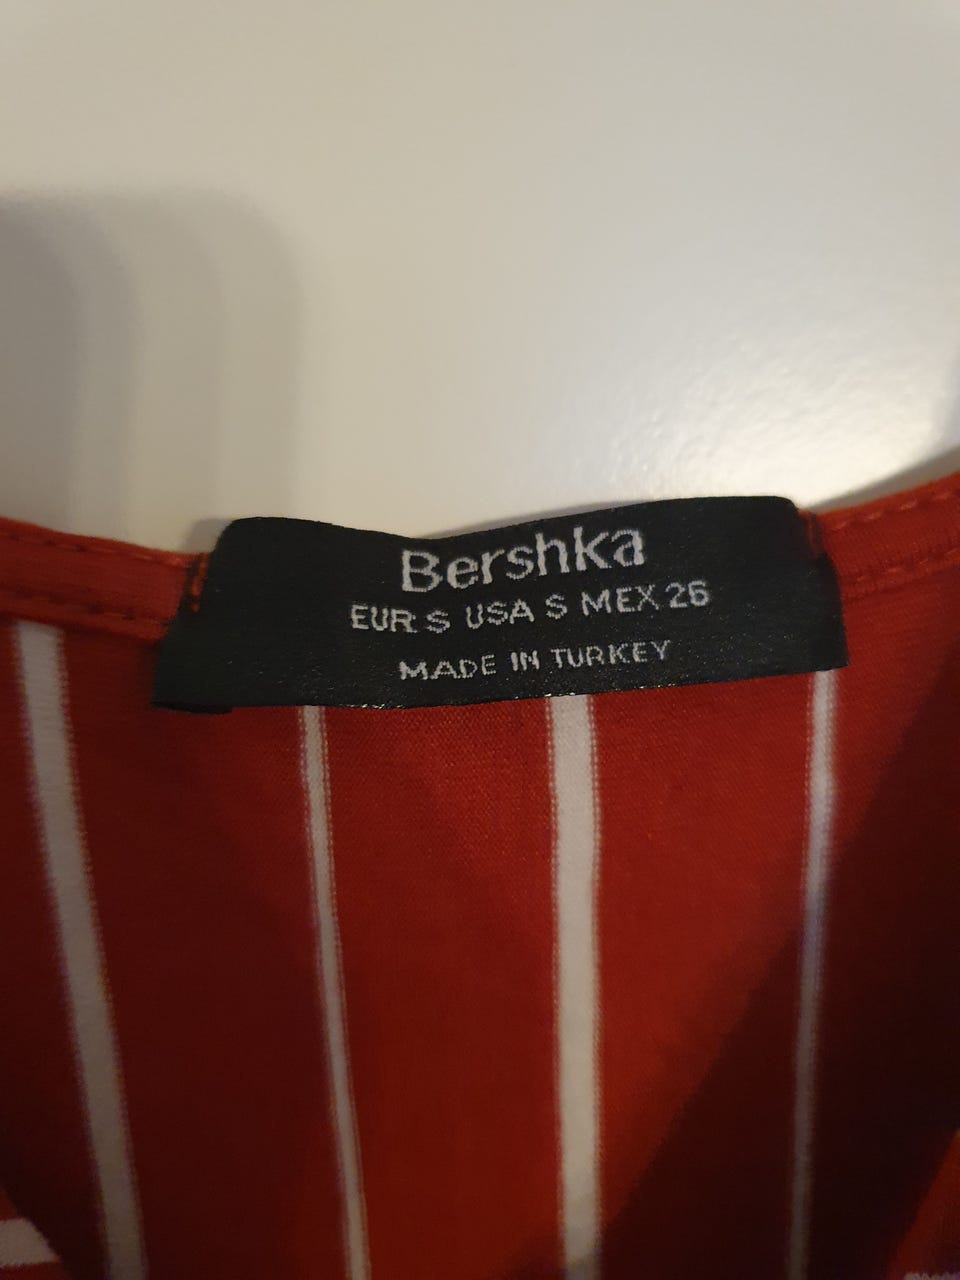 Bershka
EUR S USA S MEX 26
MADE IN TURKEY